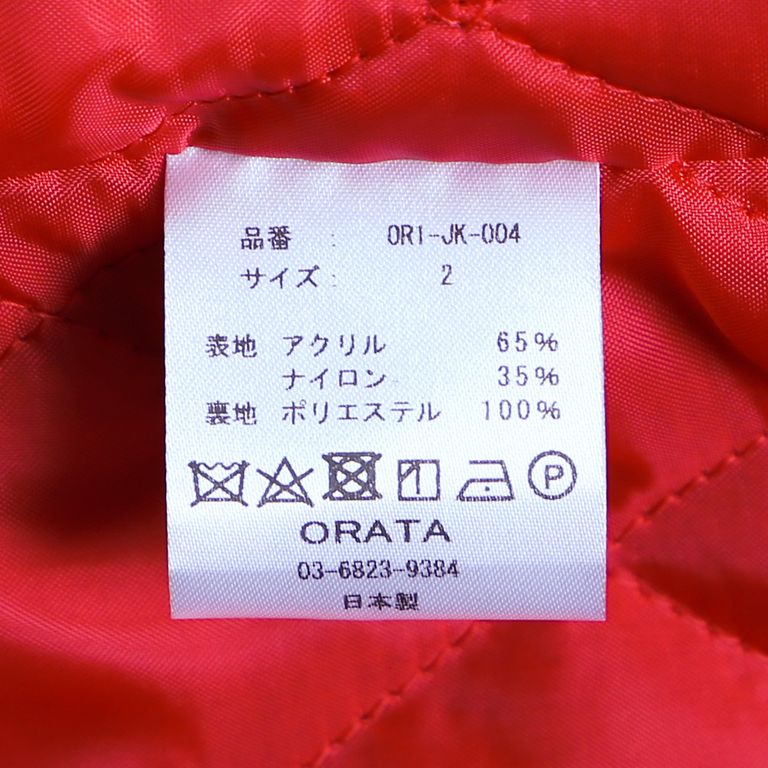 品番 : OR1-JK-004
サイズ : 2
表地 アクリル 65%
ナイロン 35%
裏地 ポリエステル 100%
P
ORATA
03-6823-9384
日本製